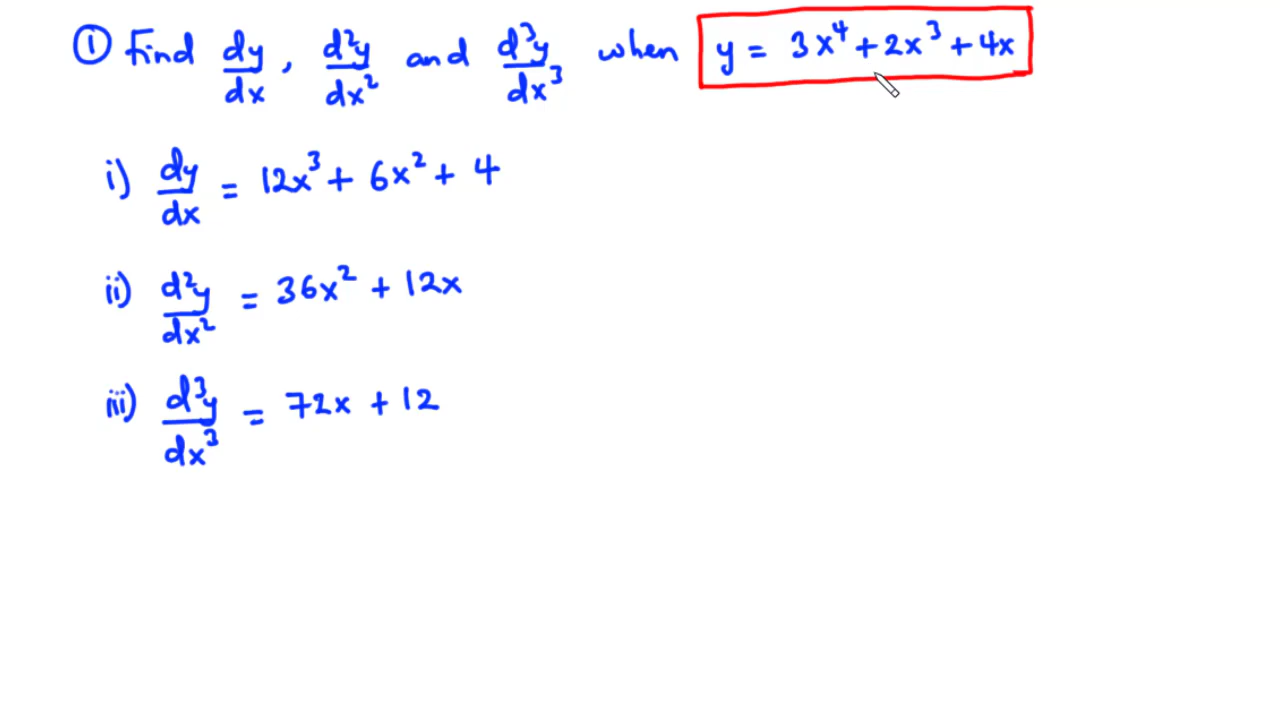 ① Find dy/dx, d²y/dx² and d³y/dx³ when y = 3x⁴ + 2x³ + 4x
i) dy/dx = 12x³ + 6x² + 4
ii) d²y/dx² = 36x² + 12x
iii) d³y/dx³ = 72x + 12